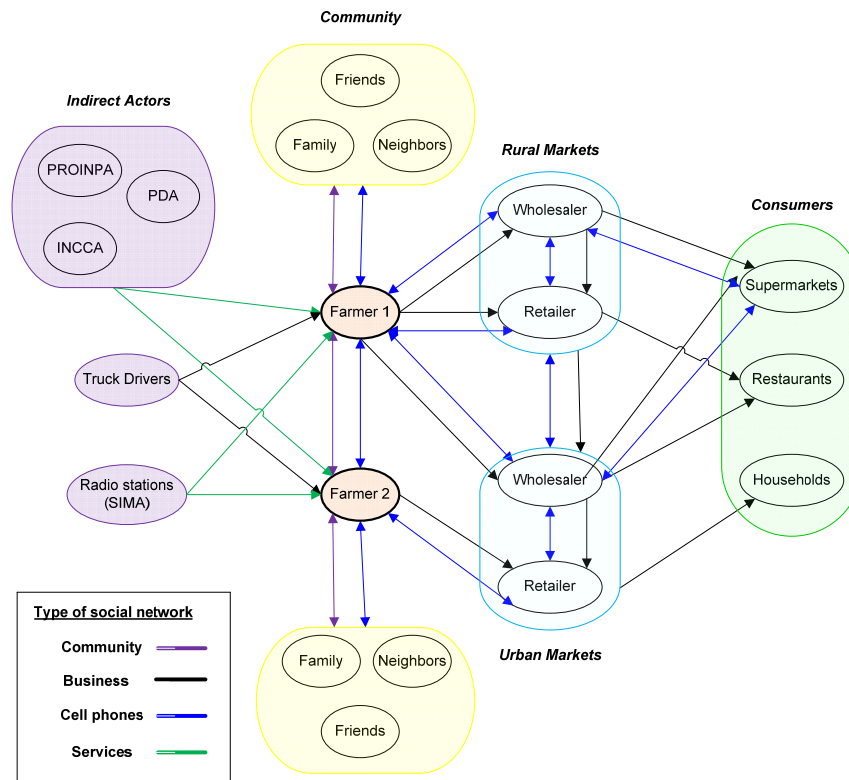 Community
Friends
Family
Neighbors
Indirect Actors
PROINPA
PDA
INCCA
Rural Markets
Wholesaler
Retailer
Consumers
Supermarkets
Restaurants
Households
Farmer 1
Truck Drivers
Radio stations
(SIMA)
Farmer 2
Wholesaler
Retailer
Urban Markets
Family
Neighbors
Friends
Type of social network
Community
Business
Cell phones
Services